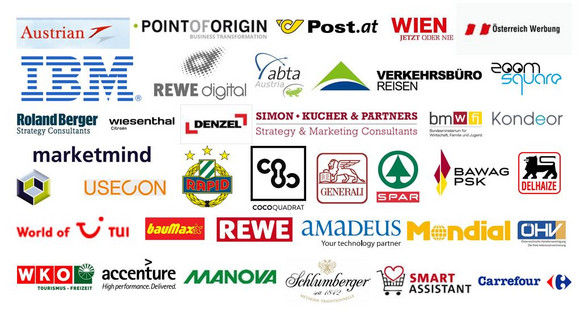 Austrian
POINTOFORIGIN
BUSINESS TRANSFORMATION
Post.at
WIEN
JETZT ODER NIE
Österreich Werbung
IBM®
REWE digital
abta
Austria
VERKEHRSBÜRO
REISEN
zoom
square
Roland Berger
Strategy Consultants
wiesenthal
Citroën
DENZEL
SIMON • KUCHER & PARTNERS
Strategy & Marketing Consultants
bmwfj
Bundesministerium für
Wirtschaft, Familie und Jugend
Kondeor
marketmind
USECON
RAPID
COCOQUADRAT
GENERALI
SPAR
BAWAG
PSK
DELHAIZE
World of TUI
bauMax
REWE
AMADEUS
Your technology partner
Mondial
ÖHV
WKO
TOURISMUS - FREIZEIT
accenture
High performance. Delivered.
MANOVA
Schlumberger
seit 1842
SMART
ASSISTANT
Carrefour